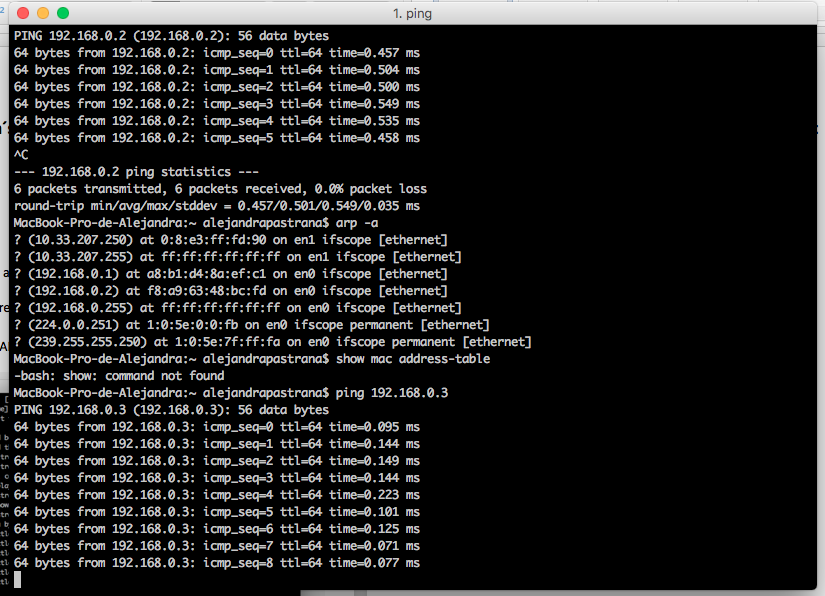 1. ping
PING 192.168.0.2 (192.168.0.2): 56 data bytes
64 bytes from 192.168.0.2: icmp_seq=0 ttl=64 time=0.457 ms
64 bytes from 192.168.0.2: icmp_seq=1 ttl=64 time=0.504 ms
64 bytes from 192.168.0.2: icmp_seq=2 ttl=64 time=0.500 ms
64 bytes from 192.168.0.2: icmp_seq=3 ttl=64 time=0.549 ms
64 bytes from 192.168.0.2: icmp_seq=4 ttl=64 time=0.535 ms
64 bytes from 192.168.0.2: icmp_seq=5 ttl=64 time=0.458 ms
^C
--- 192.168.0.2 ping statistics ---
6 packets transmitted, 6 packets received, 0.0% packet loss
round-trip min/avg/max/stddev = 0.457/0.501/0.549/0.035 ms
MacBook-Pro-de-Alejandra:~ alejandrapastrana$ arp -a
? (10.33.207.250) at 0:8:e3:ff:fd:90 on en1 ifscope [ethernet]
? (10.33.207.255) at ff:ff:ff:ff:ff:ff on en1 ifscope [ethernet]
? (192.168.0.1) at a8:b1:d4:8a:ef:c1 on en0 ifscope [ethernet]
? (192.168.0.2) at f8:a9:63:48:bc:fd on en0 ifscope [ethernet]
? (192.168.0.255) at ff:ff:ff:ff:ff:ff on en0 ifscope [ethernet]
? (224.0.0.251) at 1:0:5e:0:0:fb on en0 ifscope permanent [ethernet]
? (239.255.255.250) at 1:0:5e:7f:ff:fa on en0 ifscope permanent [ethernet]
MacBook-Pro-de-Alejandra:~ alejandrapastrana$ show mac address-table
-bash: show: command not found
MacBook-Pro-de-Alejandra:~ alejandrapastrana$ ping 192.168.0.3
PING 192.168.0.3 (192.168.0.3): 56 data bytes
64 bytes from 192.168.0.3: icmp_seq=0 ttl=64 time=0.095 ms
64 bytes from 192.168.0.3: icmp_seq=1 ttl=64 time=0.144 ms
64 bytes from 192.168.0.3: icmp_seq=2 ttl=64 time=0.149 ms
64 bytes from 192.168.0.3: icmp_seq=3 ttl=64 time=0.144 ms
64 bytes from 192.168.0.3: icmp_seq=4 ttl=64 time=0.223 ms
64 bytes from 192.168.0.3: icmp_seq=5 ttl=64 time=0.101 ms
64 bytes from 192.168.0.3: icmp_seq=6 ttl=64 time=0.125 ms
64 bytes from 192.168.0.3: icmp_seq=7 ttl=64 time=0.071 ms
64 bytes from 192.168.0.3: icmp_seq=8 ttl=64 time=0.077 ms